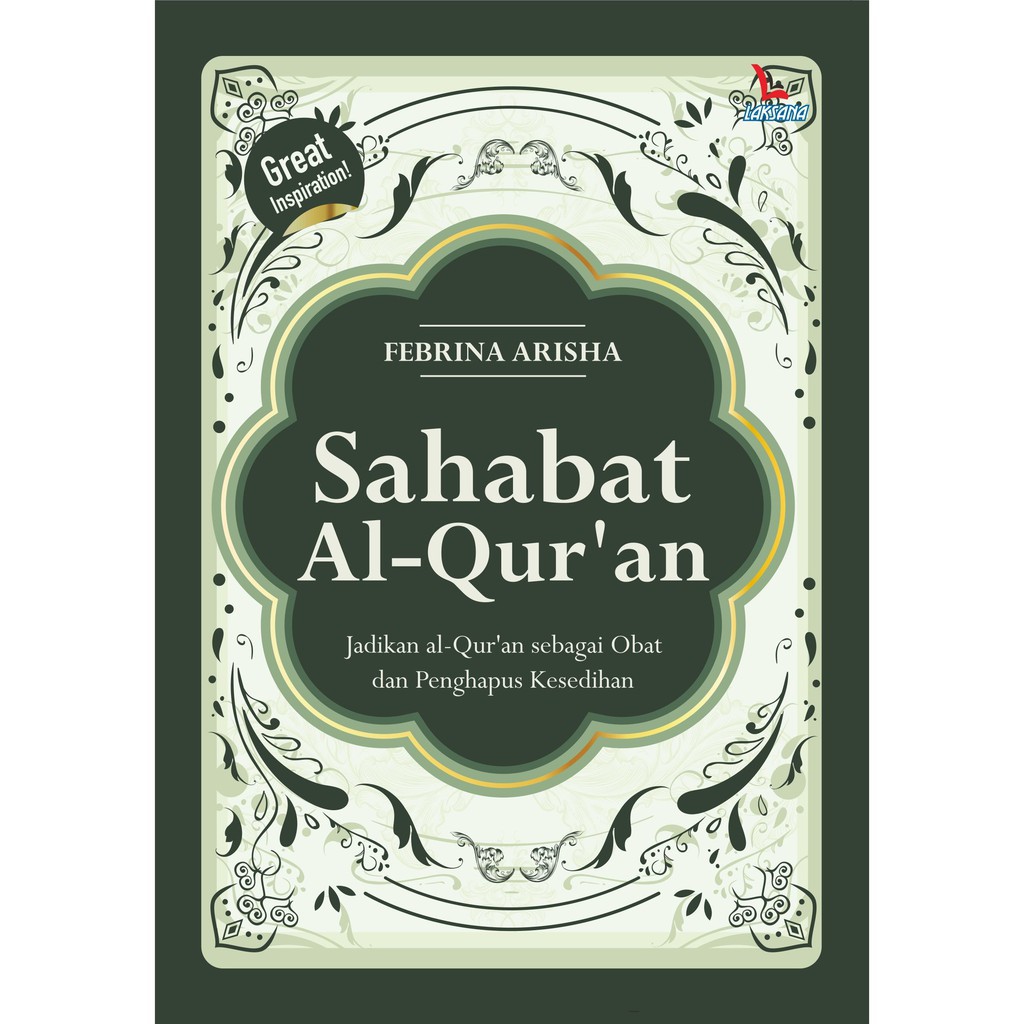 LAKSANA
Great
Inspiration!
FEBRINA ARISHA
Sahabat
Al-Qur'an
Jadikan al-Qur'an sebagai Obat
dan Penghapus Kesedihan